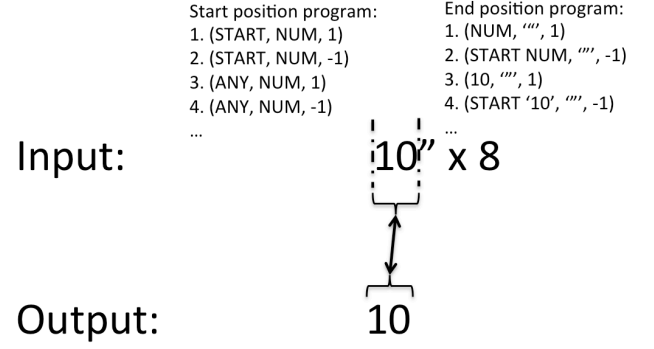 Start position program:
1. (START, NUM, 1)
2. (START, NUM, -1)
3. (ANY, NUM, 1)
4. (ANY, NUM, -1)
...
End position program:
1. (NUM, ‘“’, 1)
2. (START NUM, ‘”’, -1)
3. (10, ‘”’, 1)
4. (START ‘10’, ‘”’, -1)
...
Input: 10” x 8
Output: 10